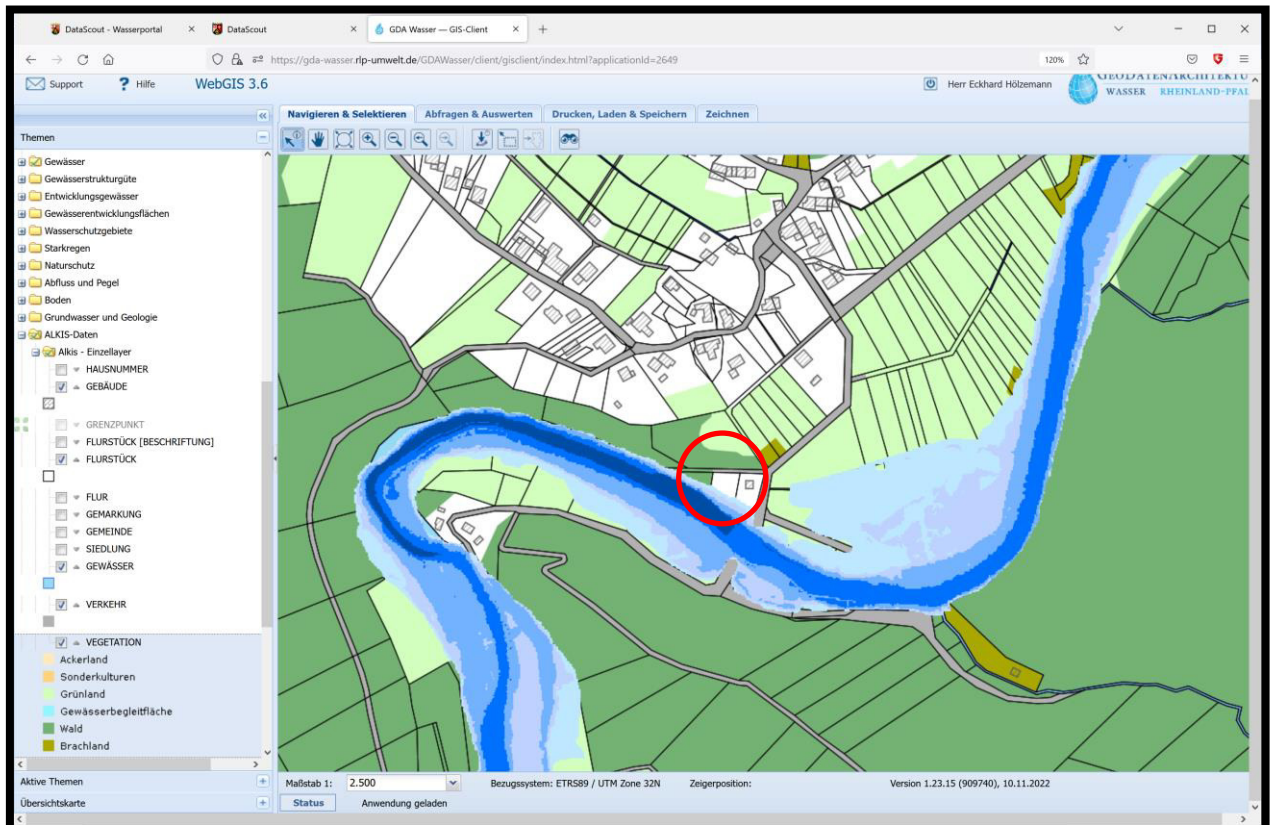 DataScout - Wasserportal × DataScout × GDA Wasser — GIS-Client × +
https://gda-wasser.rlp-umwelt.de/GDAWasser/client/gisclient/index.html?applicationId=2649 120%
Support ? Hilfe WebGIS 3.6 Herr Eckhard Hölzemann
WASSER RHEINLAND-PFAL
Navigieren & Selektieren Abfragen & Auswerten Drucken, Laden & Speichern Zeichnen
Themen
Gewässer
Gewässerstrukturgüte
Entwicklungsgewässer
Gewässerentwicklungsflächen
Wasserschutzgebiete
Starkregen
Naturschutz
Abfluss und Pegel
Boden
Grundwasser und Geologie
ALKIS-Daten
Alkis - Einzellayer
HAUSNUMMER
GEBÄUDE
GRENZPUNKT
FLURSTÜCK [BESCHRIFTUNG]
FLURSTÜCK
FLUR
GEMARKUNG
GEMEINDE
SIEDLUNG
GEWÄSSER
VERKEHR
VEGETATION
Ackerland
Sonderkulturen
Grünland
Gewässerbegleitfläche
Wald
Brachland
Aktive Themen
Übersichtskarte
Maßstab 1: 2.500 Bezugssystem: ETRS89 / UTM Zone 32N Zeigerposition: Version 1.23.15 (909740), 10.11.2022
Status Anwendung geladen